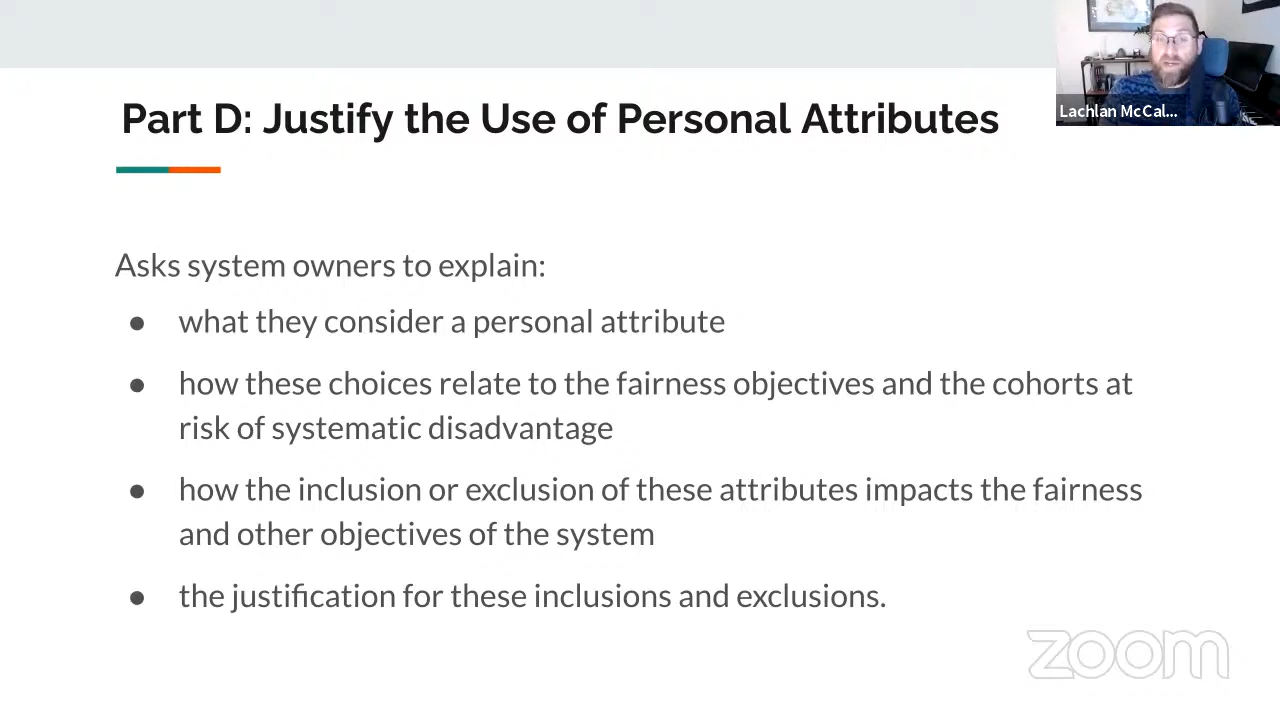 Part D: Justify the Use of Personal Attributes
Lachlan McCal...
Asks system owners to explain:
● what they consider a personal attribute
● how these choices relate to the fairness objectives and the cohorts at
risk of systematic disadvantage
● how the inclusion or exclusion of these attributes impacts the fairness
and other objectives of the system
● the justification for these inclusions and exclusions.
zoom